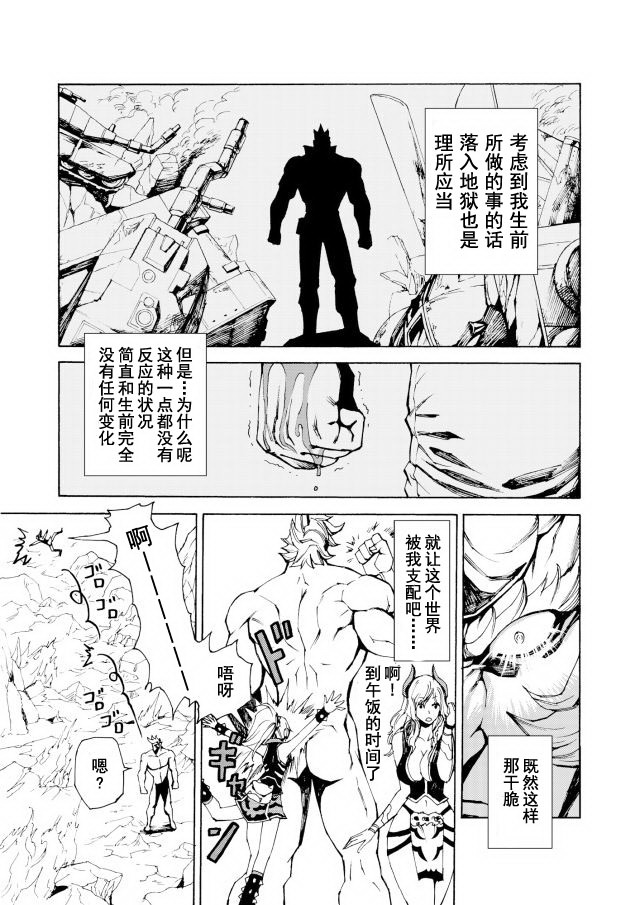 考虑到我生前
所做的事的话
落入地狱也是
理所应当
但是…为什么呢
这种一点都没有
反应的状况
简直和生前完全
没有任何变化
既然这样
那干脆
就让这个世界
被我支配吧……
啊！
到午饭的时间了
ドドオ
ドォン
唔呀
啊————
ゴロゴロ
ゴロゴロ
嗯？